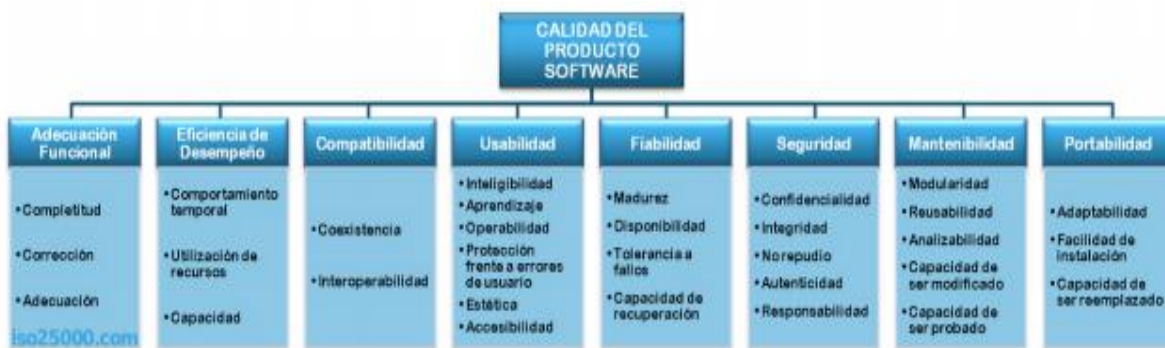 CALIDAD DEL
PRODUCTO
SOFTWARE
Adecuación
Funcional
•Completitud
•Corrección
•Adecuación
Eficiencia de
Desempeño
•Comportamiento
temporal
•Utilización de
recursos
•Capacidad
Compatibilidad
•Coexistencia
•Interoperabilidad
Usabilidad
•Inteligibilidad
•Aprendizaje
•Operabilidad
•Protección
frente a errores
de usuario
•Estética
•Accesibilidad
Fiabilidad
•Madurez
•Disponibilidad
•Tolerancia a
fallos
•Capacidad de
recuperación
Seguridad
•Confidencialidad
•Integridad
•No repudio
•Autenticidad
•Responsabilidad
Mantenibilidad
•Modularidad
•Reusabilidad
•Analizabilidad
•Capacidad de
ser modificado
•Capacidad de
ser probado
Portabilidad
•Adaptabilidad
•Facilidad de
instalación
•Capacidad de
ser reemplazado
iso25000.com